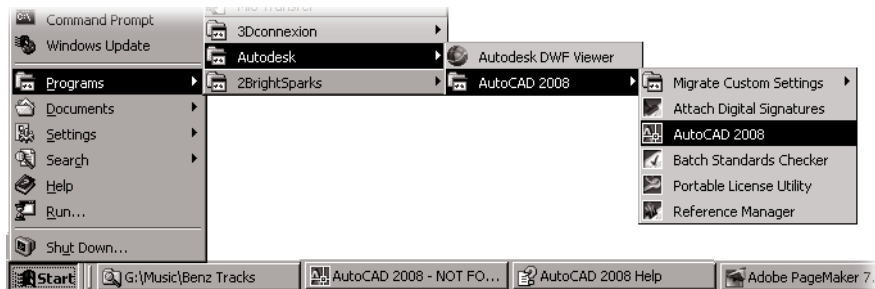 Command Prompt
Windows Update
Programs
Documents
Settings
Search
Help
Run...
Shut Down...
Mio Transfer
3Dconnexion
Autodesk
2BrightSparks
Autodesk DWF Viewer
AutoCAD 2008
Migrate Custom Settings
Attach Digital Signatures
AutoCAD 2008
Batch Standards Checker
Portable License Utility
Reference Manager
Start
G:\Music\Benz Tracks
AutoCAD 2008 - NOT FO...
AutoCAD 2008 Help
Adobe PageMaker 7.